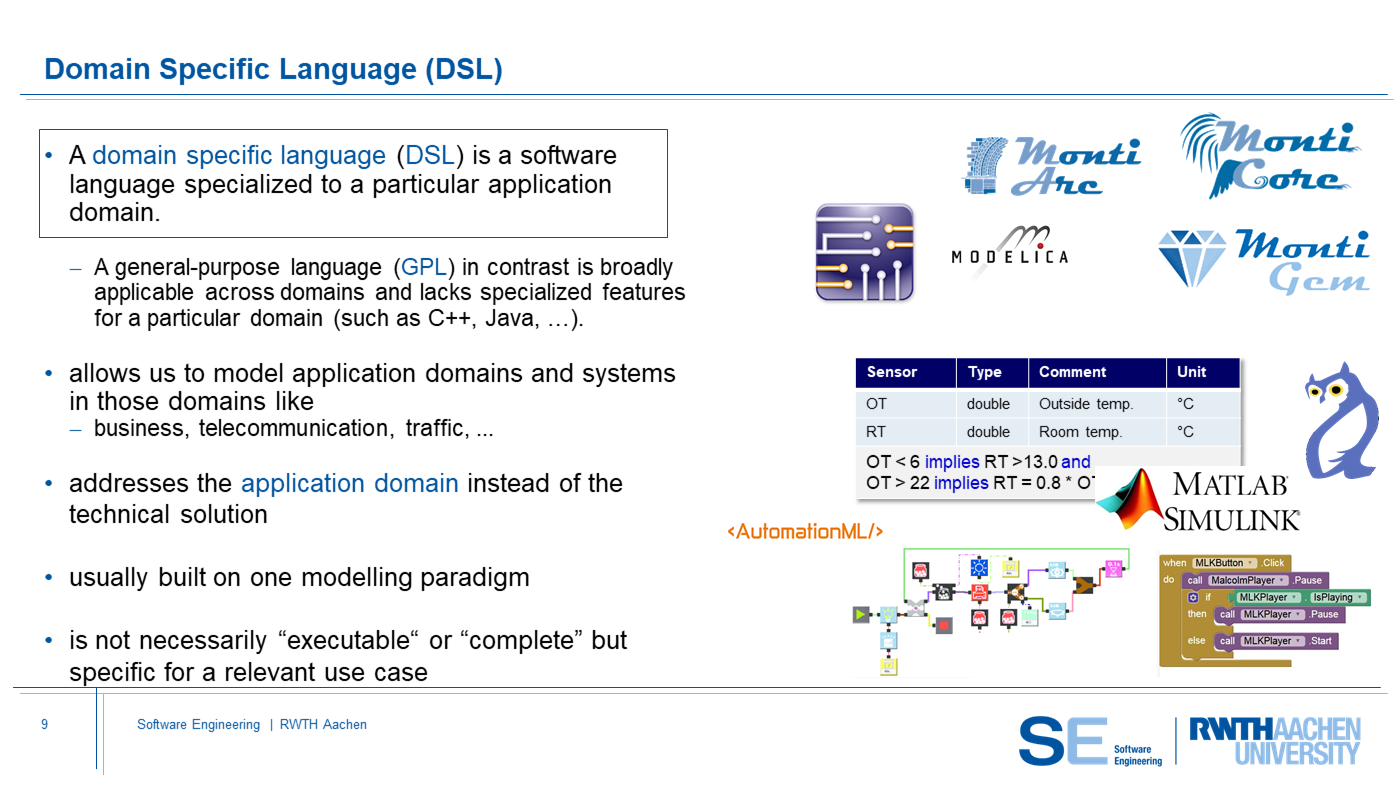 Domain Specific Language (DSL)
• A domain specific language (DSL) is a software
language specialized to a particular application
domain.
– A general-purpose language (GPL) in contrast is broadly
applicable across domains and lacks specialized features
for a particular domain (such as C++, Java, …).
• allows us to model application domains and systems
in those domains like
– business, telecommunication, traffic, ...
• addresses the application domain instead of the
technical solution
• usually built on one modelling paradigm
• is not necessarily “executable“ or “complete” but
specific for a relevant use case
Monti
Arc
Monti
Core
MODELICA
Monti
Gem
Sensor Type Comment Unit
OT double Outside temp. °C
RT double Room temp. °C
OT < 6 implies RT >13.0 and
OT > 22 implies RT = 0.8 * OT
MATLAB
SIMULINK
<AutomationML/>
when MLKButton .Click
do call MalcolmPlayer .Pause
if MLKPlayer . IsPlaying
then call MLKPlayer .Pause
else call MLKPlayer .Start
9
Software Engineering | RWTH Aachen
SE Software
Engineering
RWTHAACHEN
UNIVERSITY